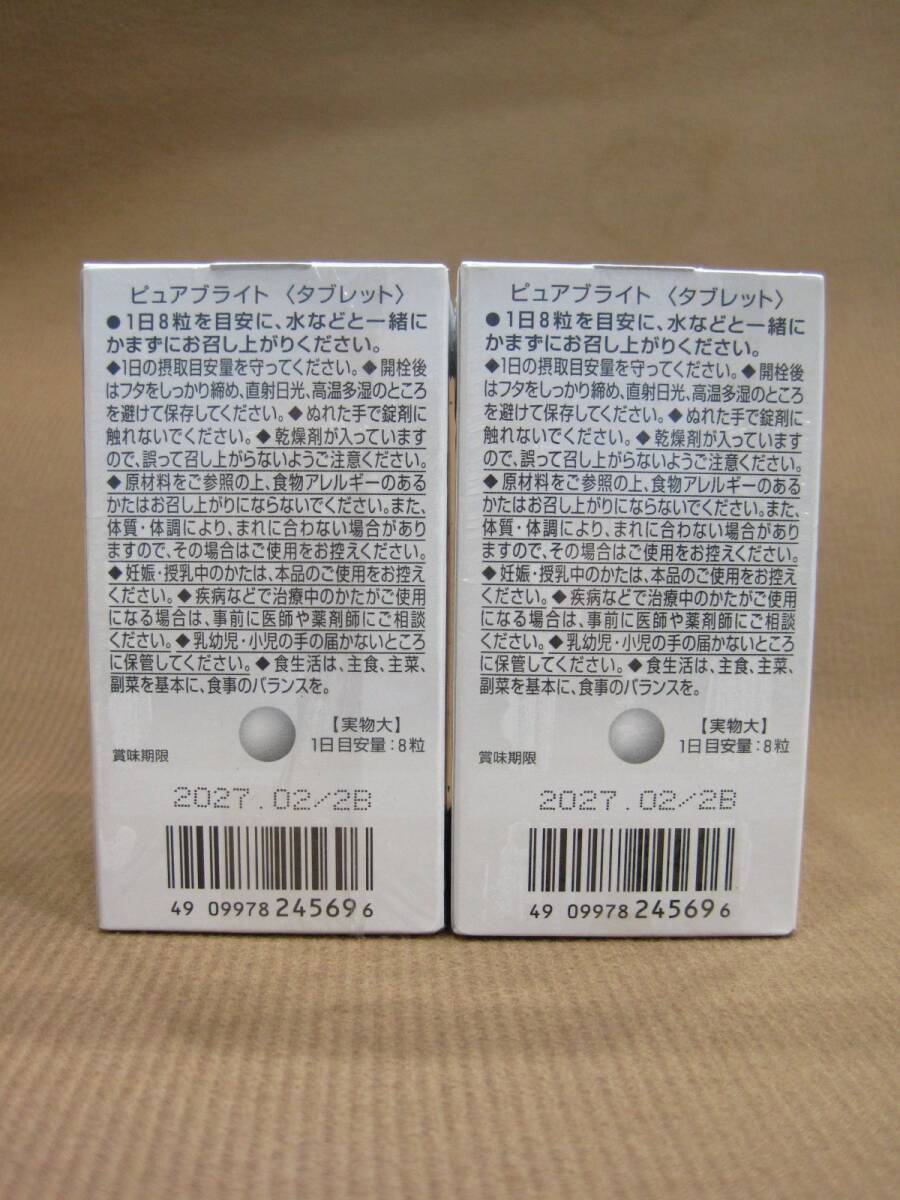 ピュアブライト〈タブレット〉
●1日8粒を目安に、水などと一緒に
かまずにお召し上がりください。
◆1日の摂取目安量を守ってください。◆開栓後
はフタをしっかり締め、直射日光、高温多湿のところ
を避けて保存してください。◆ぬれた手で錠剤に
触れないでください。◆乾燥剤が入っています
ので、誤って召し上がらないようご注意ください。
◆原材料をご参照の上、食物アレルギーのある
かたはお召し上がりにならないでください。また、
体質・体調により、まれに合わない場合があり
ますので、その場合はご使用をお控えください。
◆妊娠・授乳中のかたは、本品のご使用をお控え
ください。◆疾病などで治療中のかたがご使用
になる場合は、事前に医師や薬剤師にご相談
ください。◆乳幼児・小児の手の届かないところ
に保管してください。◆食生活は、主食、主菜、
副菜を基本に、食事のバランスを。
【実物大】
1日目安量:8粒
賞味期限
2027.02/2B
49 09978 245696
ピュアブライト〈タブレット〉
●1日8粒を目安に、水などと一緒に
かまずにお召し上がりください。
◆1日の摂取目安量を守ってください。◆開栓後
はフタをしっかり締め、直射日光、高温多湿のところ
を避けて保存してください。◆ぬれた手で錠剤に
触れないでください。◆乾燥剤が入っています
ので、誤って召し上がらないようご注意ください。
◆原材料をご参照の上、食物アレルギーのある
かたはお召し上がりにならないでください。また、
体質・体調により、まれに合わない場合があり
ますので、その場合はご使用をお控えください。
◆妊娠・授乳中のかたは、本品のご使用をお控え
ください。◆疾病などで治療中のかたがご使用
になる場合は、事前に医師や薬剤師にご相談
ください。◆乳幼児・小児の手の届かないところ
に保管してください。◆食生活は、主食、主菜、
副菜を基本に、食事のバランスを。
【実物大】
1日目安量:8粒
賞味期限
2027.02/2B
49 09978 245696